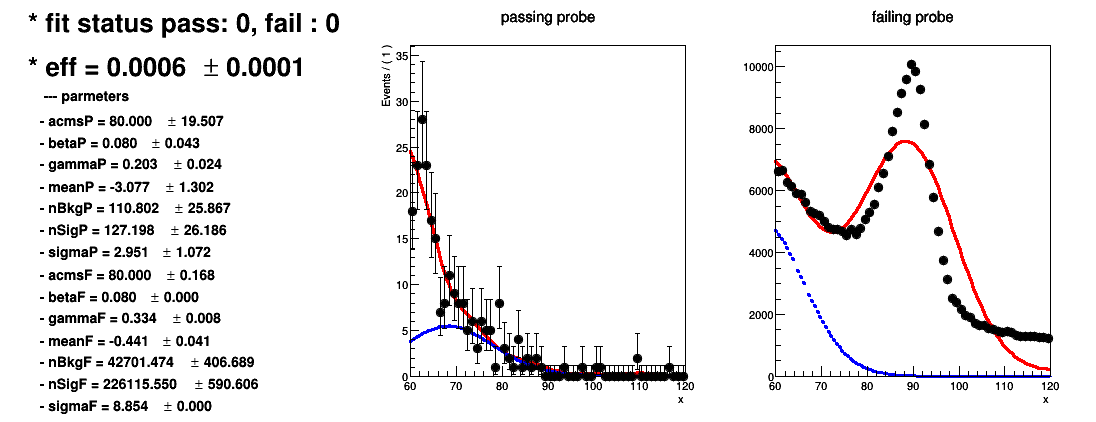 * fit status pass: 0, fail : 0
* eff = 0.0006 ± 0.0001
--- parmeters
- acmsP = 80.000 ± 19.507
- betaP = 0.080 ± 0.043
- gammaP = 0.203 ± 0.024
- meanP = -3.077 ± 1.302
- nBkgP = 110.802 ± 25.867
- nSigP = 127.198 ± 26.186
- sigmaP = 2.951 ± 1.072
- acmsF = 80.000 ± 0.168
- betaF = 0.080 ± 0.000
- gammaF = 0.334 ± 0.008
- meanF = -0.441 ± 0.041
- nBkgF = 42701.474 ± 406.689
- nSigF = 226115.550 ± 590.606
- sigmaF = 8.854 ± 0.000
passing probe
Events / ( 1 )
35
30
25
20
15
10
5
0
60 70 80 90 100 110 120
x
failing probe
10000
8000
6000
4000
2000
0
60 70 80 90 100 110 120
x